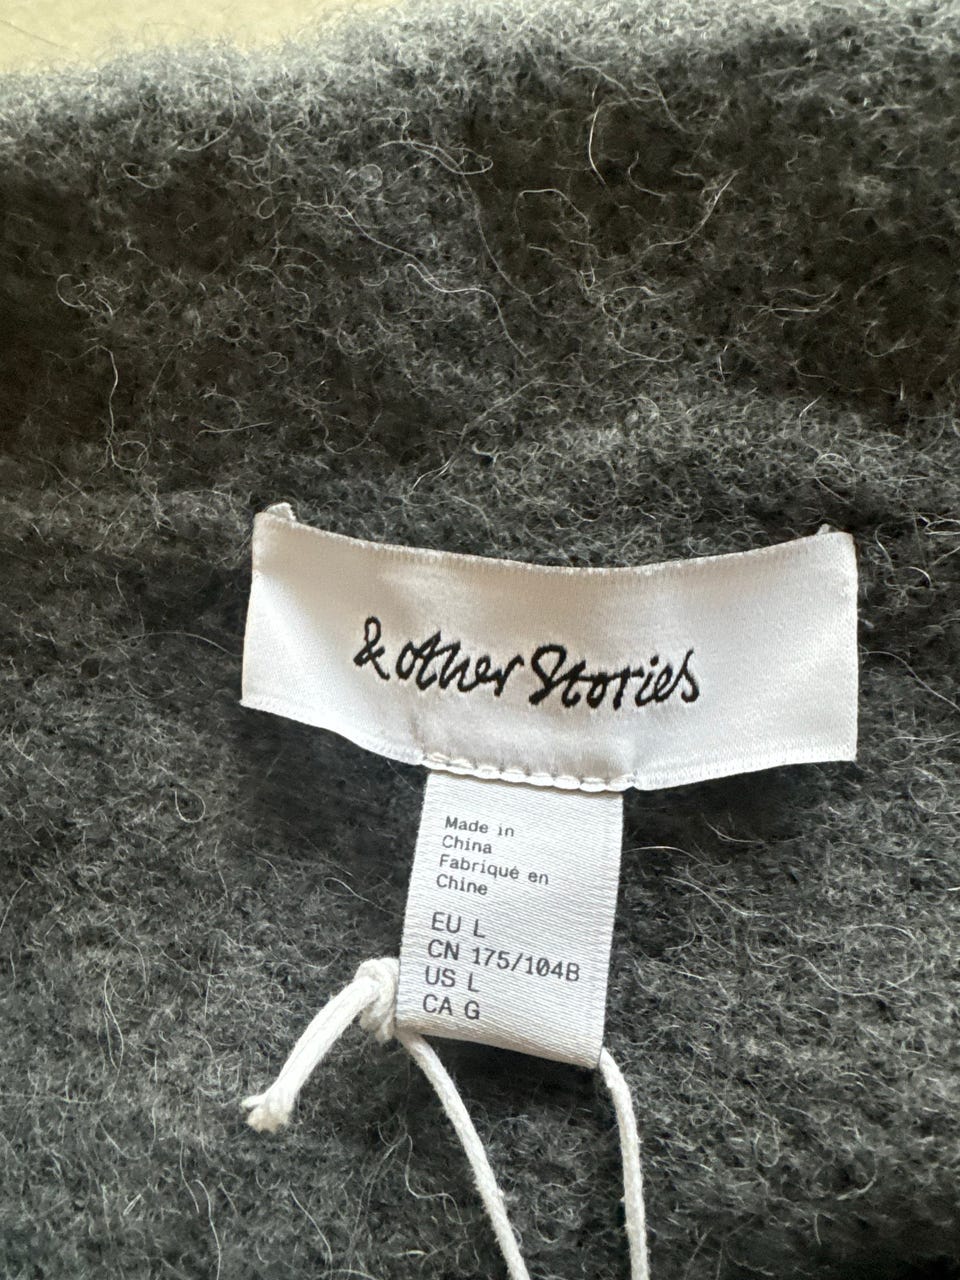 & other Stories
Made in
China
Fabriqué en
Chine
EU L
CN 175/104B
US L
CA G